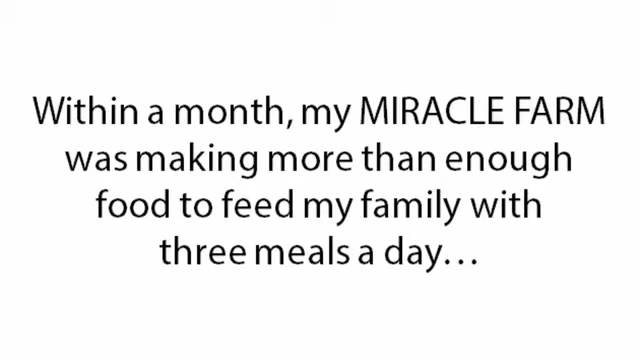 Within a month, my MIRACLE FARM
was making more than enough
food to feed my family with
three meals a day…